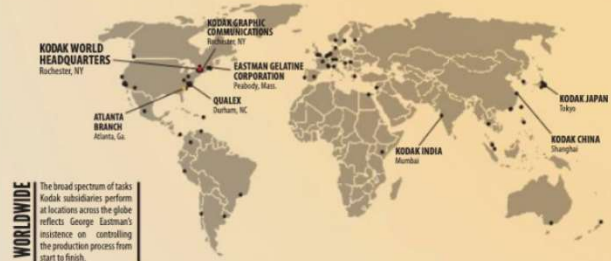 KODAK GRAPHIC
COMMUNICATIONS
Rochester, NY
KODAK WORLD
HEADQUARTERS
Rochester, NY
EASTMAN GELATINE
CORPORATION
Peabody, Mass.
QUALEX
Durham, NC
ATLANTA
BRANCH
Atlanta, Ga.
KODAK INDIA
Mumbai
KODAK JAPAN
Tokyo
KODAK CHINA
Shanghai
WORLDWIDE
The broad spectrum of tasks
Kodak subsidiaries perform
at locations across the globe
reflects George Eastman's
insistence on controlling
the production process from
start to finish.